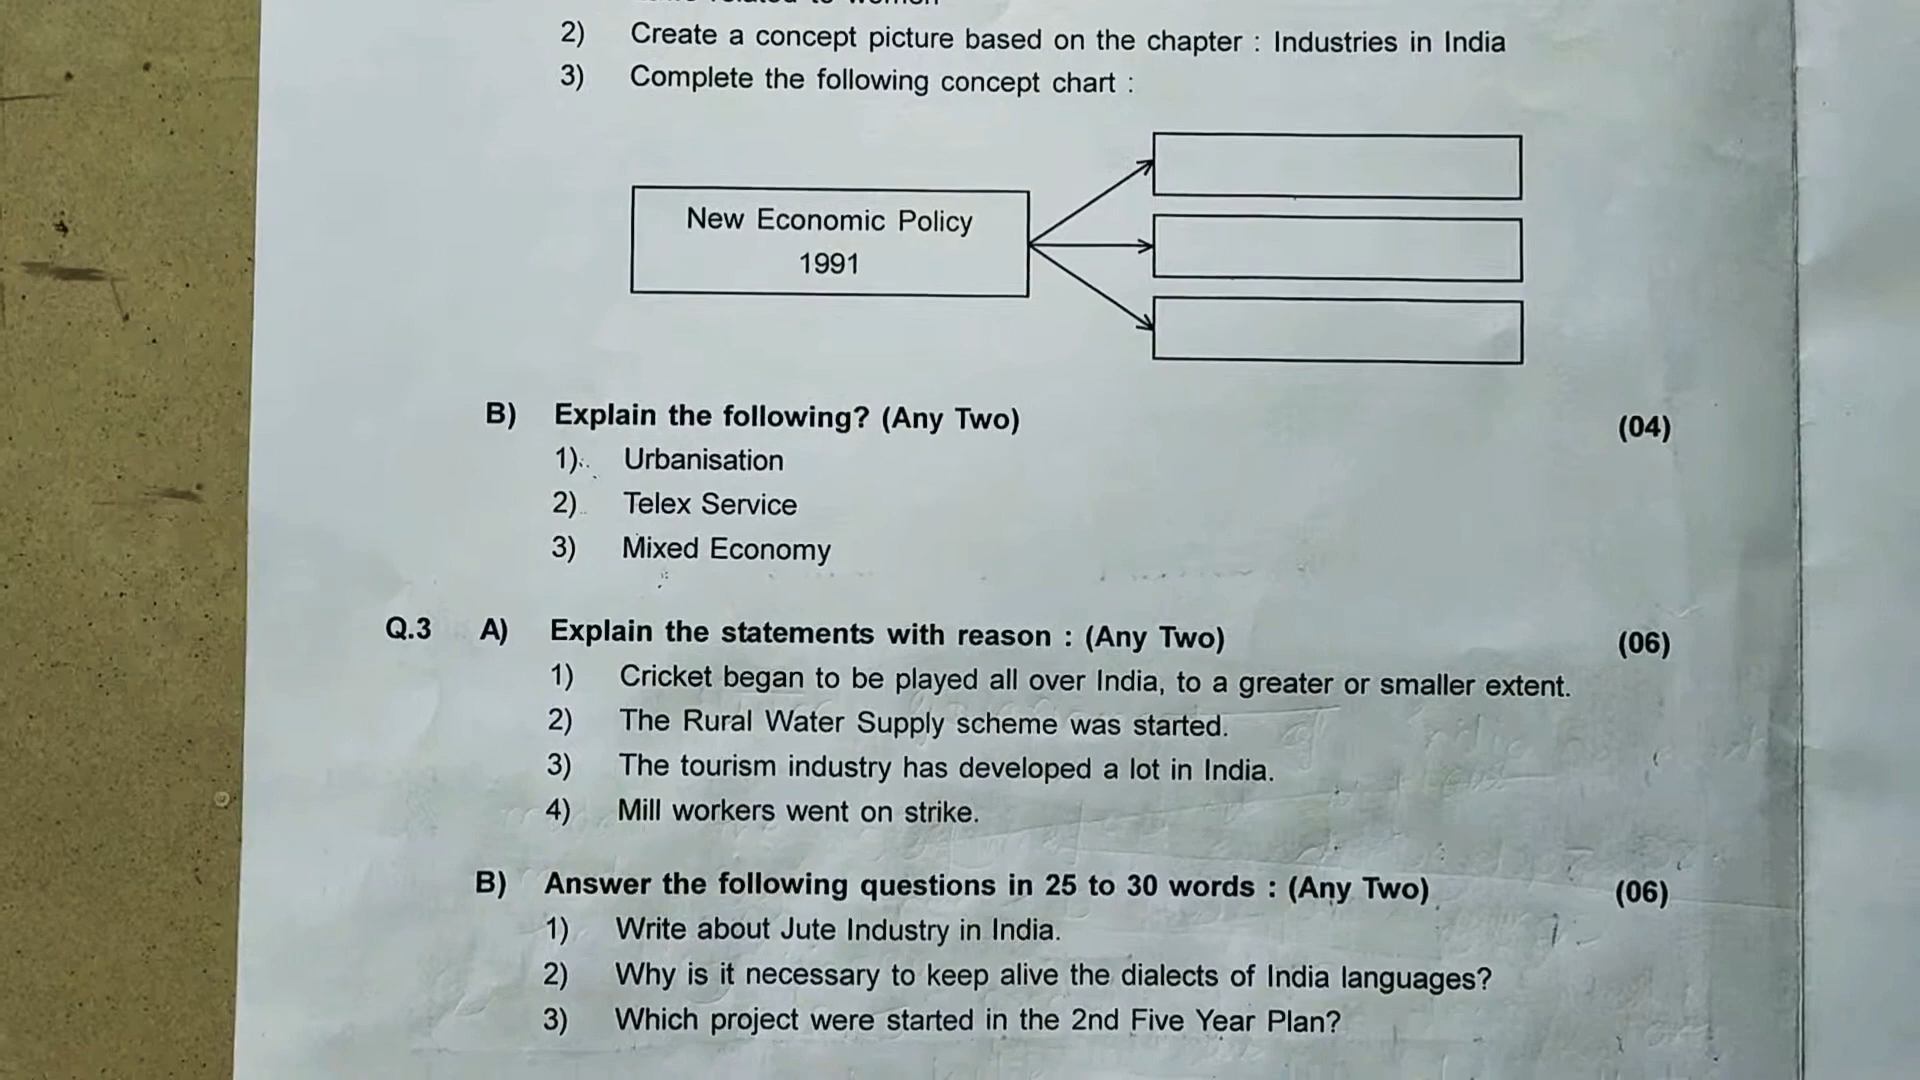 2) Create a concept picture based on the chapter : Industries in India
3) Complete the following concept chart :
New Economic Policy
1991
B) Explain the following? (Any Two) (04)
1) Urbanisation
2) Telex Service
3) Mixed Economy
Q.3 A) Explain the statements with reason : (Any Two) (06)
1) Cricket began to be played all over India, to a greater or smaller extent.
2) The Rural Water Supply scheme was started.
3) The tourism industry has developed a lot in India.
4) Mill workers went on strike.
B) Answer the following questions in 25 to 30 words : (Any Two) (06)
1) Write about Jute Industry in India.
2) Why is it necessary to keep alive the dialects of India languages?
3) Which project were started in the 2nd Five Year Plan?